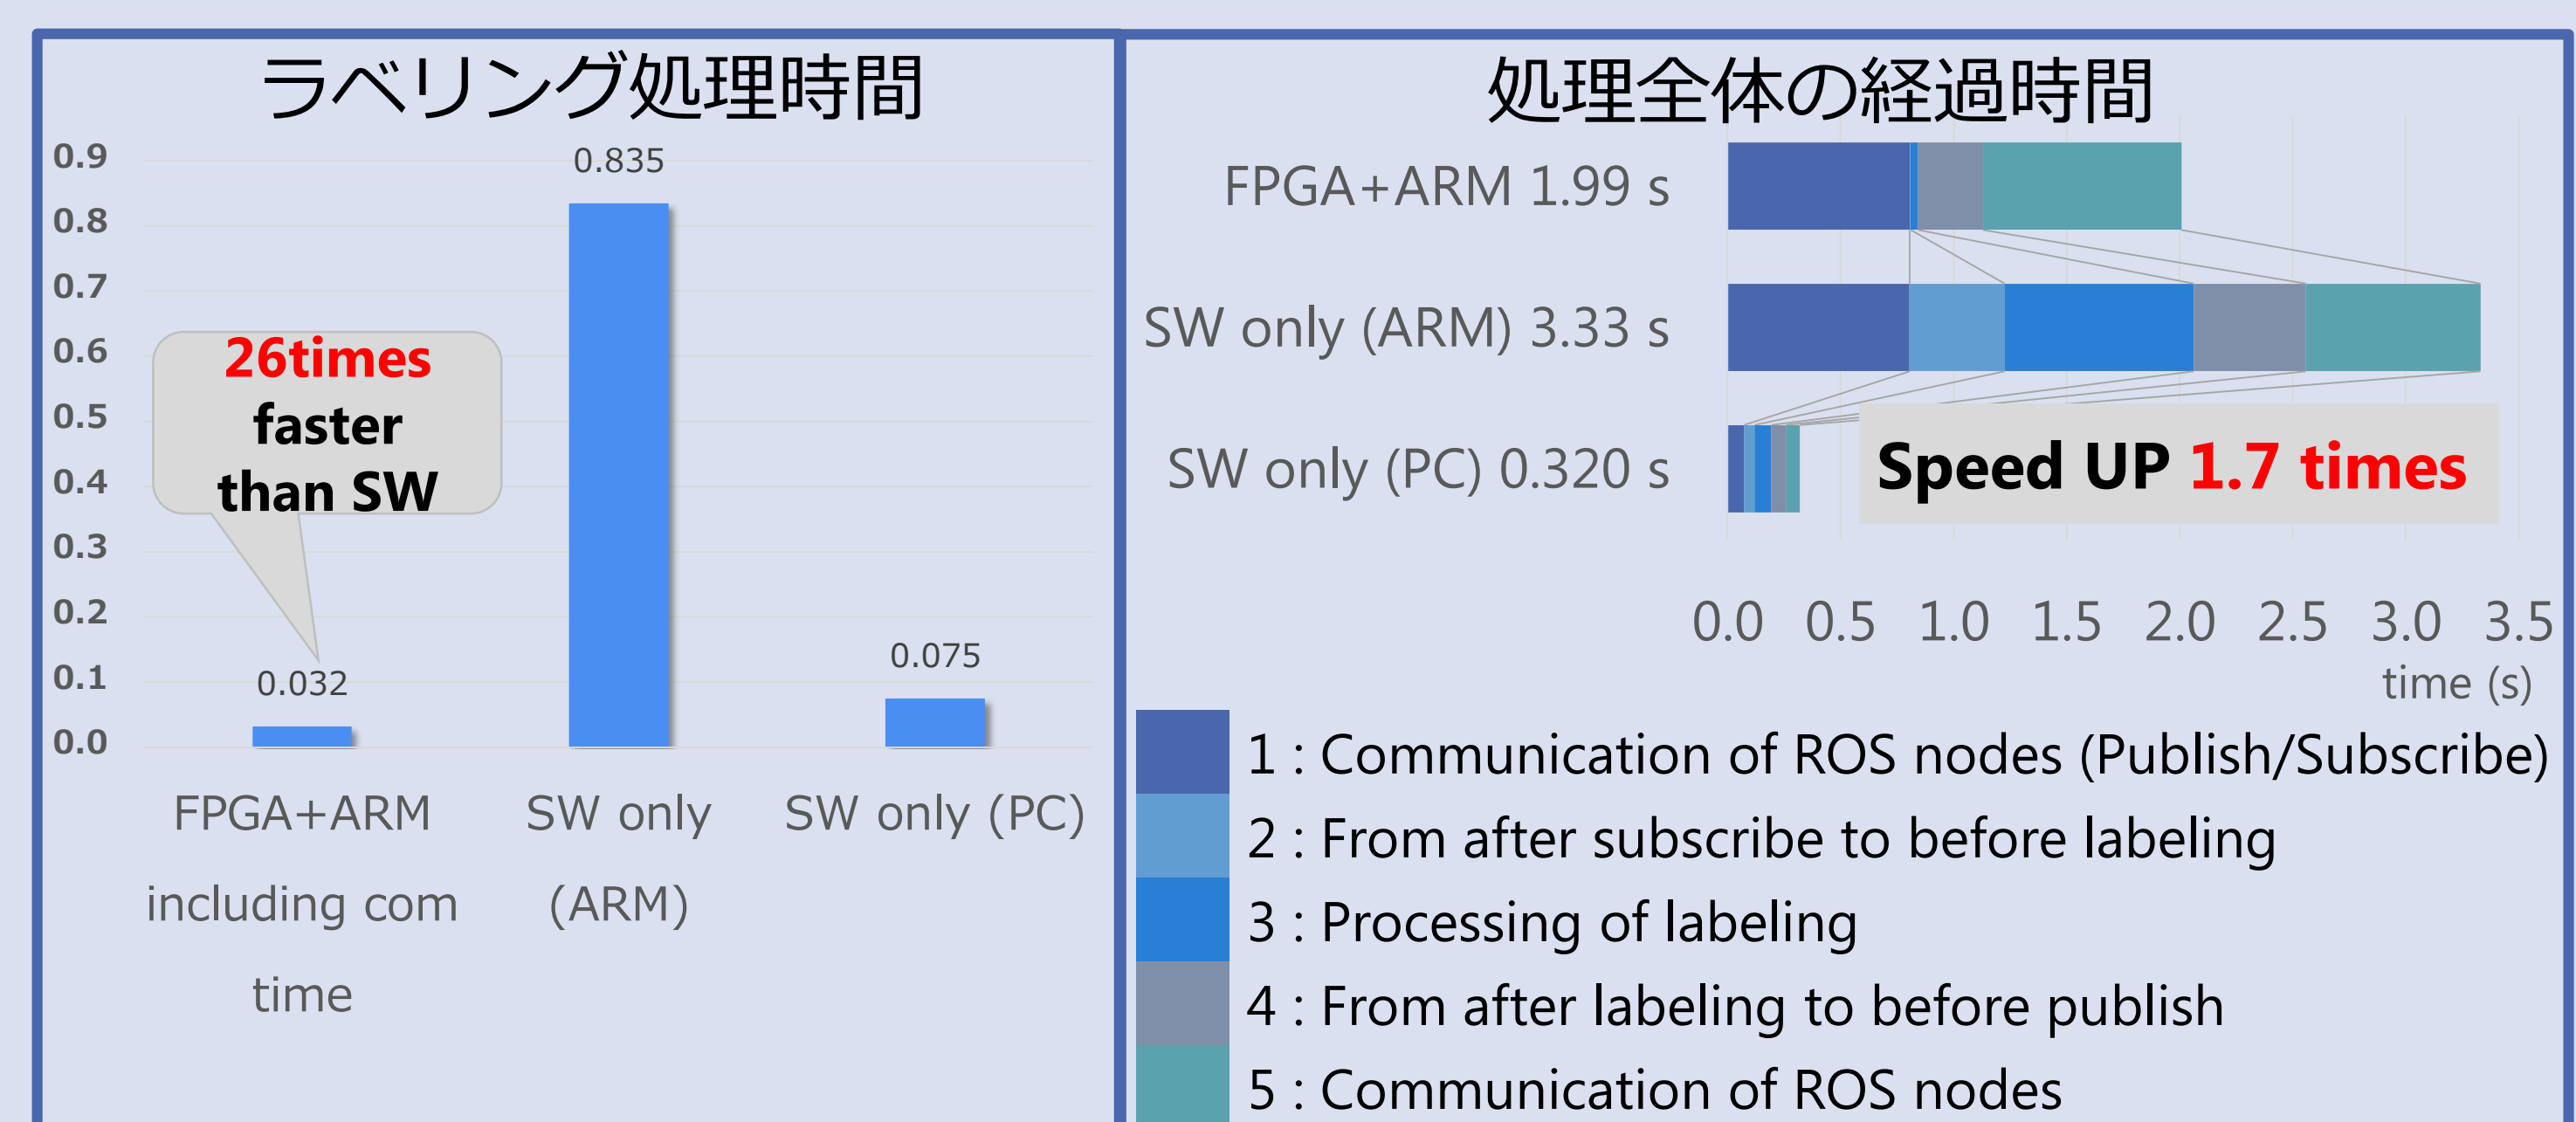 ラベリング処理時間
0.9
0.8
0.7
0.6
0.5
0.4
0.3
0.2
0.1
0.0
0.032
0.835
0.075
26times
faster
than SW
FPGA+ARM
including com
time
SW only
(ARM)
SW only (PC)
処理全体の経過時間
FPGA+ARM 1.99 s
SW only (ARM) 3.33 s
SW only (PC) 0.320 s
Speed UP 1.7 times
0.0 0.5 1.0 1.5 2.0 2.5 3.0 3.5
time (s)
1 : Communication of ROS nodes (Publish/Subscribe)
2 : From after subscribe to before labeling
3 : Processing of labeling
4 : From after labeling to before publish
5 : Communication of ROS nodes